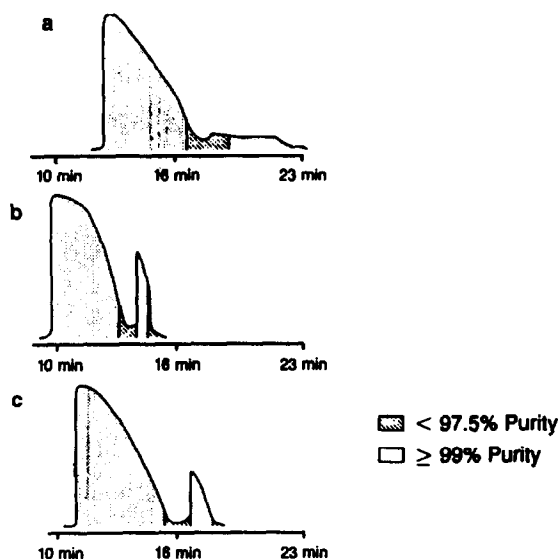 a
10 min 16 min 23 min
b
10 min 16 min 23 min
c
< 97.5% Purity
≥ 99% Purity
10 min 16 min 23 min